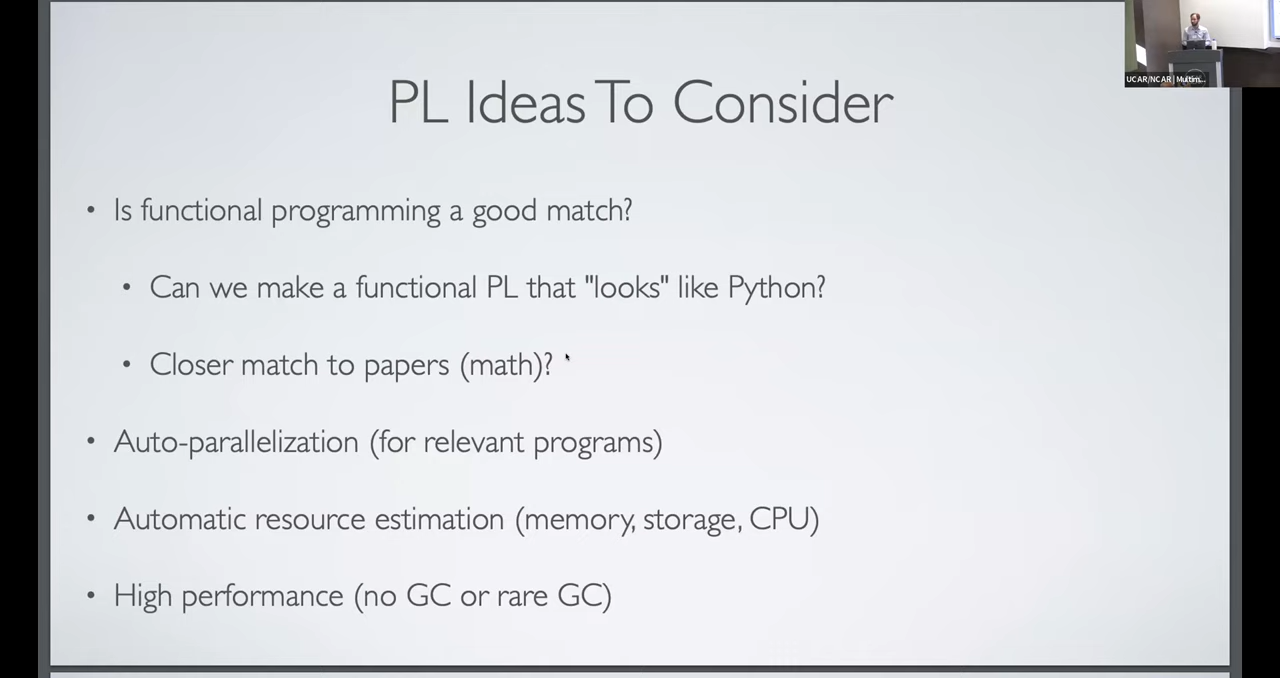 UCAR/NCAR | Multim...
PL Ideas To Consider
• Is functional programming a good match?
• Can we make a functional PL that "looks" like Python?
• Closer match to papers (math)?
• Auto-parallelization (for relevant programs)
• Automatic resource estimation (memory, storage, CPU)
• High performance (no GC or rare GC)